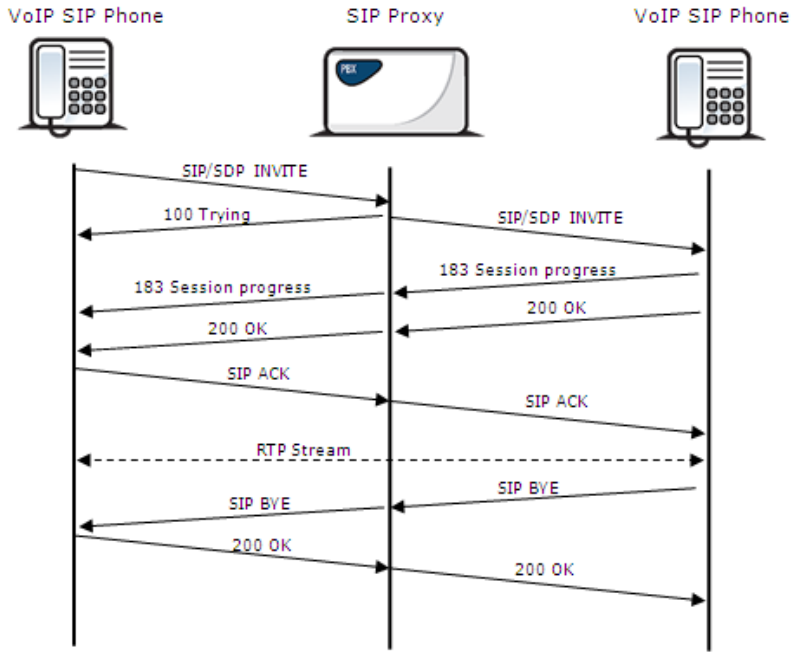 VoIP SIP Phone
SIP Proxy
VoIP SIP Phone
PBX
SIP/SDP INVITE
100 Trying
SIP/SDP INVITE
183 Session progress
183 Session progress
200 OK
200 OK
SIP ACK
SIP ACK
RTP Stream
SIP BYE
SIP BYE
200 OK
200 OK